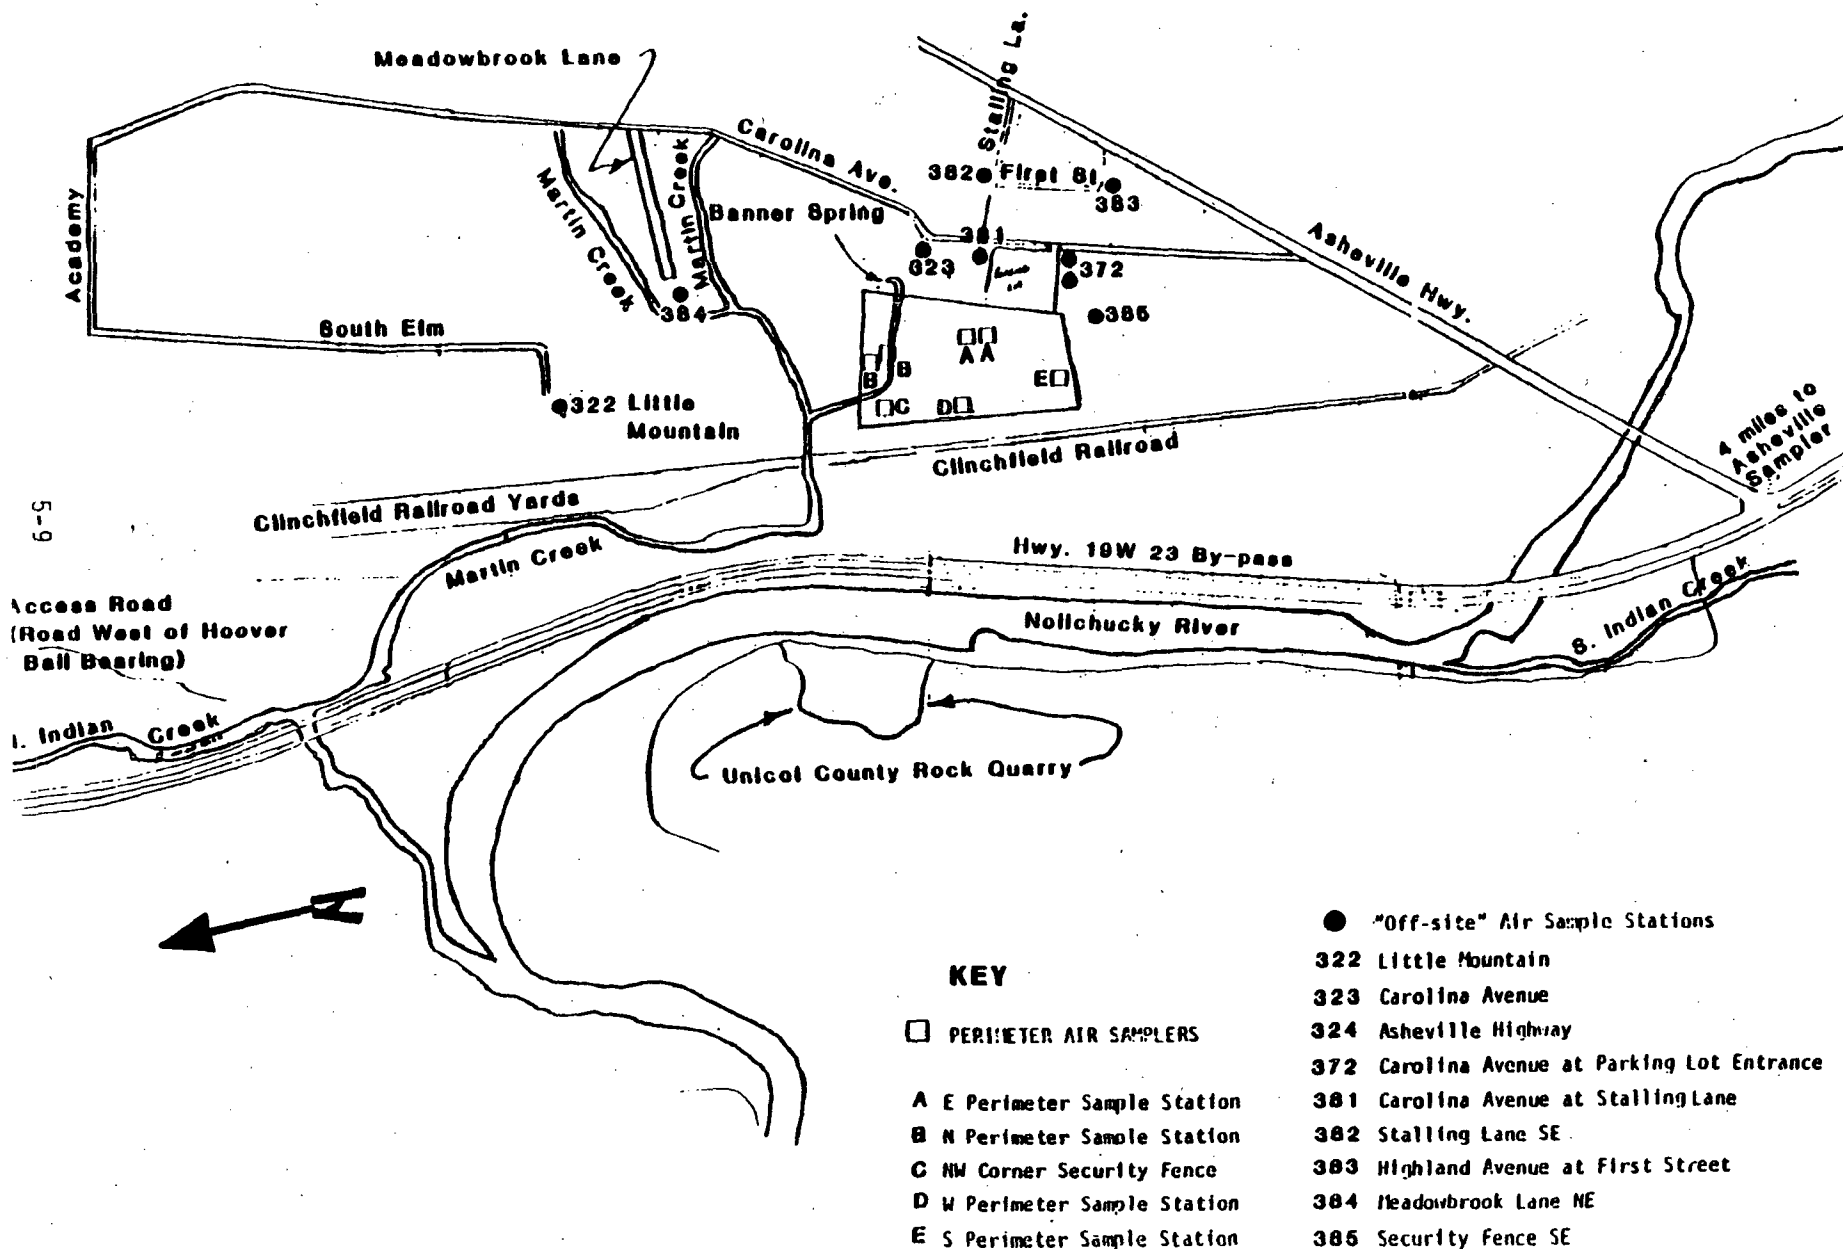 Meadowbrook Lane
Stalling La.
Carolina Ave.
Martin Creek
Martin Creek
382
First St.
383
Banner Spring
381
323
372
Asheville Hwy.
Academy
384
385
South Elm
A A
B
B
E
C
D
322 Little
Mountain
4 miles to
Asheville
Sampler
Clinchfield Railroad
Clinchfield Railroad Yards
5-9
Martin Creek
Hwy. 19W 23 By-pass
Access Road
(Road West of Hoover
Ball Bearing)
Nolichucky River
S. Indian Creek
Indian Creek
Unicoi County Rock Quarry
N
KEY
PERIMETER AIR SAMPLERS
A E Perimeter Sample Station
B N Perimeter Sample Station
C NW Corner Security Fence
D W Perimeter Sample Station
E S Perimeter Sample Station
"Off-site" Air Sample Stations
322 Little Mountain
323 Carolina Avenue
324 Asheville Highway
372 Carolina Avenue at Parking Lot Entrance
381 Carolina Avenue at Stalling Lane
382 Stalling Lane SE
383 Highland Avenue at First Street
384 Meadowbrook Lane NE
385 Security Fence SE